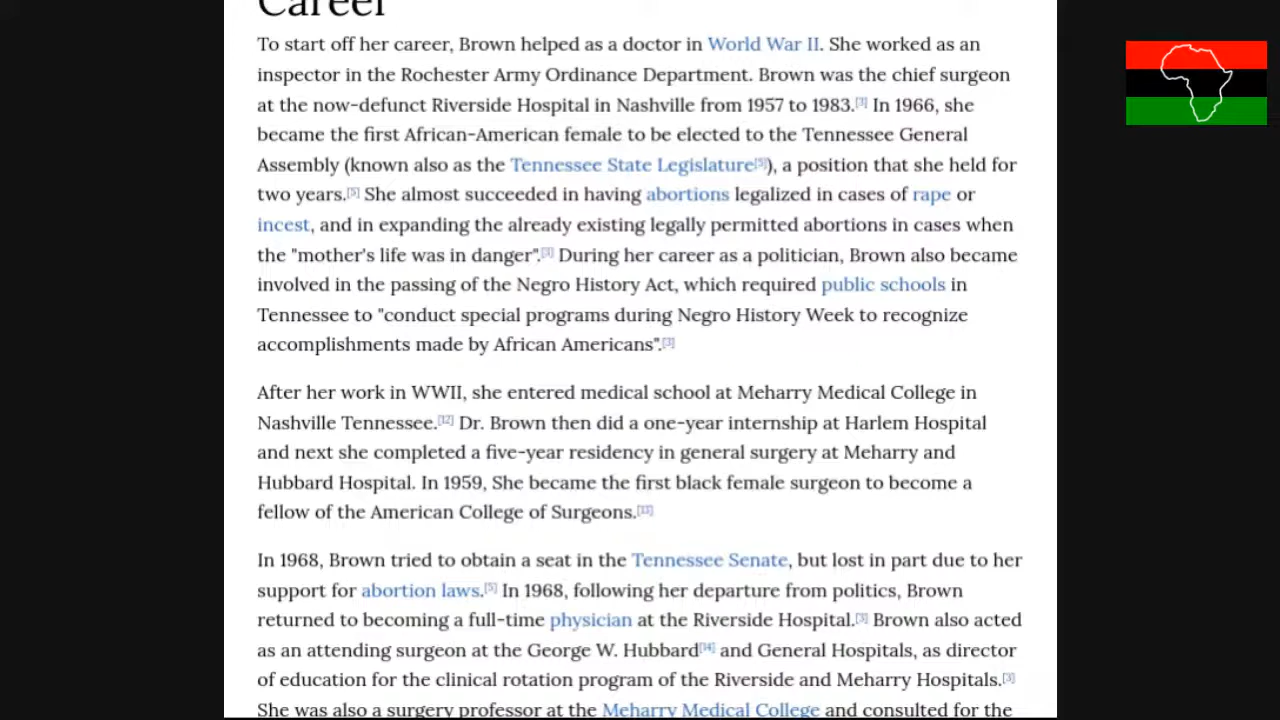 Career
To start off her career, Brown helped as a doctor in World War II. She worked as an
inspector in the Rochester Army Ordinance Department. Brown was the chief surgeon
at the now-defunct Riverside Hospital in Nashville from 1957 to 1983.[3] In 1966, she
became the first African-American female to be elected to the Tennessee General
Assembly (known also as the Tennessee State Legislature[5]), a position that she held for
two years.[5] She almost succeeded in having abortions legalized in cases of rape or
incest, and in expanding the already existing legally permitted abortions in cases when
the "mother's life was in danger".[3] During her career as a politician, Brown also became
involved in the passing of the Negro History Act, which required public schools in
Tennessee to "conduct special programs during Negro History Week to recognize
accomplishments made by African Americans".[3]
After her work in WWII, she entered medical school at Meharry Medical College in
Nashville Tennessee.[12] Dr. Brown then did a one-year internship at Harlem Hospital
and next she completed a five-year residency in general surgery at Meharry and
Hubbard Hospital. In 1959, She became the first black female surgeon to become a
fellow of the American College of Surgeons.[13]
In 1968, Brown tried to obtain a seat in the Tennessee Senate, but lost in part due to her
support for abortion laws.[5] In 1968, following her departure from politics, Brown
returned to becoming a full-time physician at the Riverside Hospital.[3] Brown also acted
as an attending surgeon at the George W. Hubbard[14] and General Hospitals, as director
of education for the clinical rotation program of the Riverside and Meharry Hospitals.[3]
She was also a surgery professor at the Meharry Medical College and consulted for the